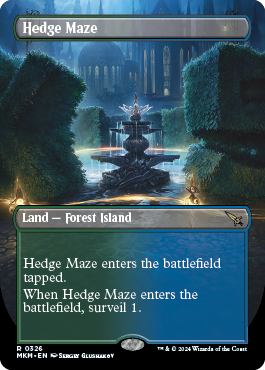 Hedge Maze
Land — Forest Island
Hedge Maze enters the battlefield
tapped.
When Hedge Maze enters the
battlefield, surveil 1.
R 0326
MKM • EN Sergey Glushakov
™ & © 2024 Wizards of the Coast